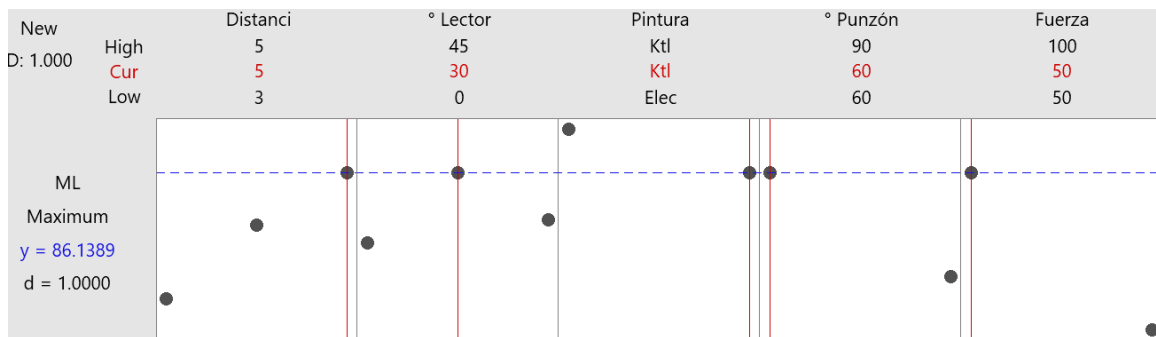 New
D: 1.000
Distanci ° Lector Pintura ° Punzón Fuerza
High 5 45 Ktl 90 100
Cur 5 30 Ktl 60 50
Low 3 0 Elec 60 50
ML
Maximum
y = 86.1389
d = 1.0000